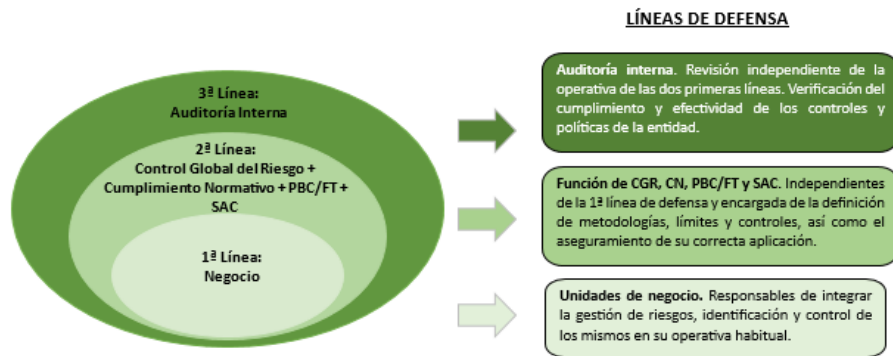 LÍNEAS DE DEFENSA
3ª Línea:
Auditoría Interna
2ª Línea:
Control Global del Riesgo +
Cumplimiento Normativo + PBC/FT +
SAC
1ª Línea:
Negocio
Auditoría interna. Revisión independiente de la
operativa de las dos primeras líneas. Verificación del
cumplimiento y efectividad de los controles y
políticas de la entidad.
Función de CGR, CN, PBC/FT y SAC. Independientes
de la 1ª línea de defensa y encargada de la definición
de metodologías, límites y controles, así como el
aseguramiento de su correcta aplicación.
Unidades de negocio. Responsables de integrar
la gestión de riesgos, identificación y control
de los mismos en su operativa habitual.